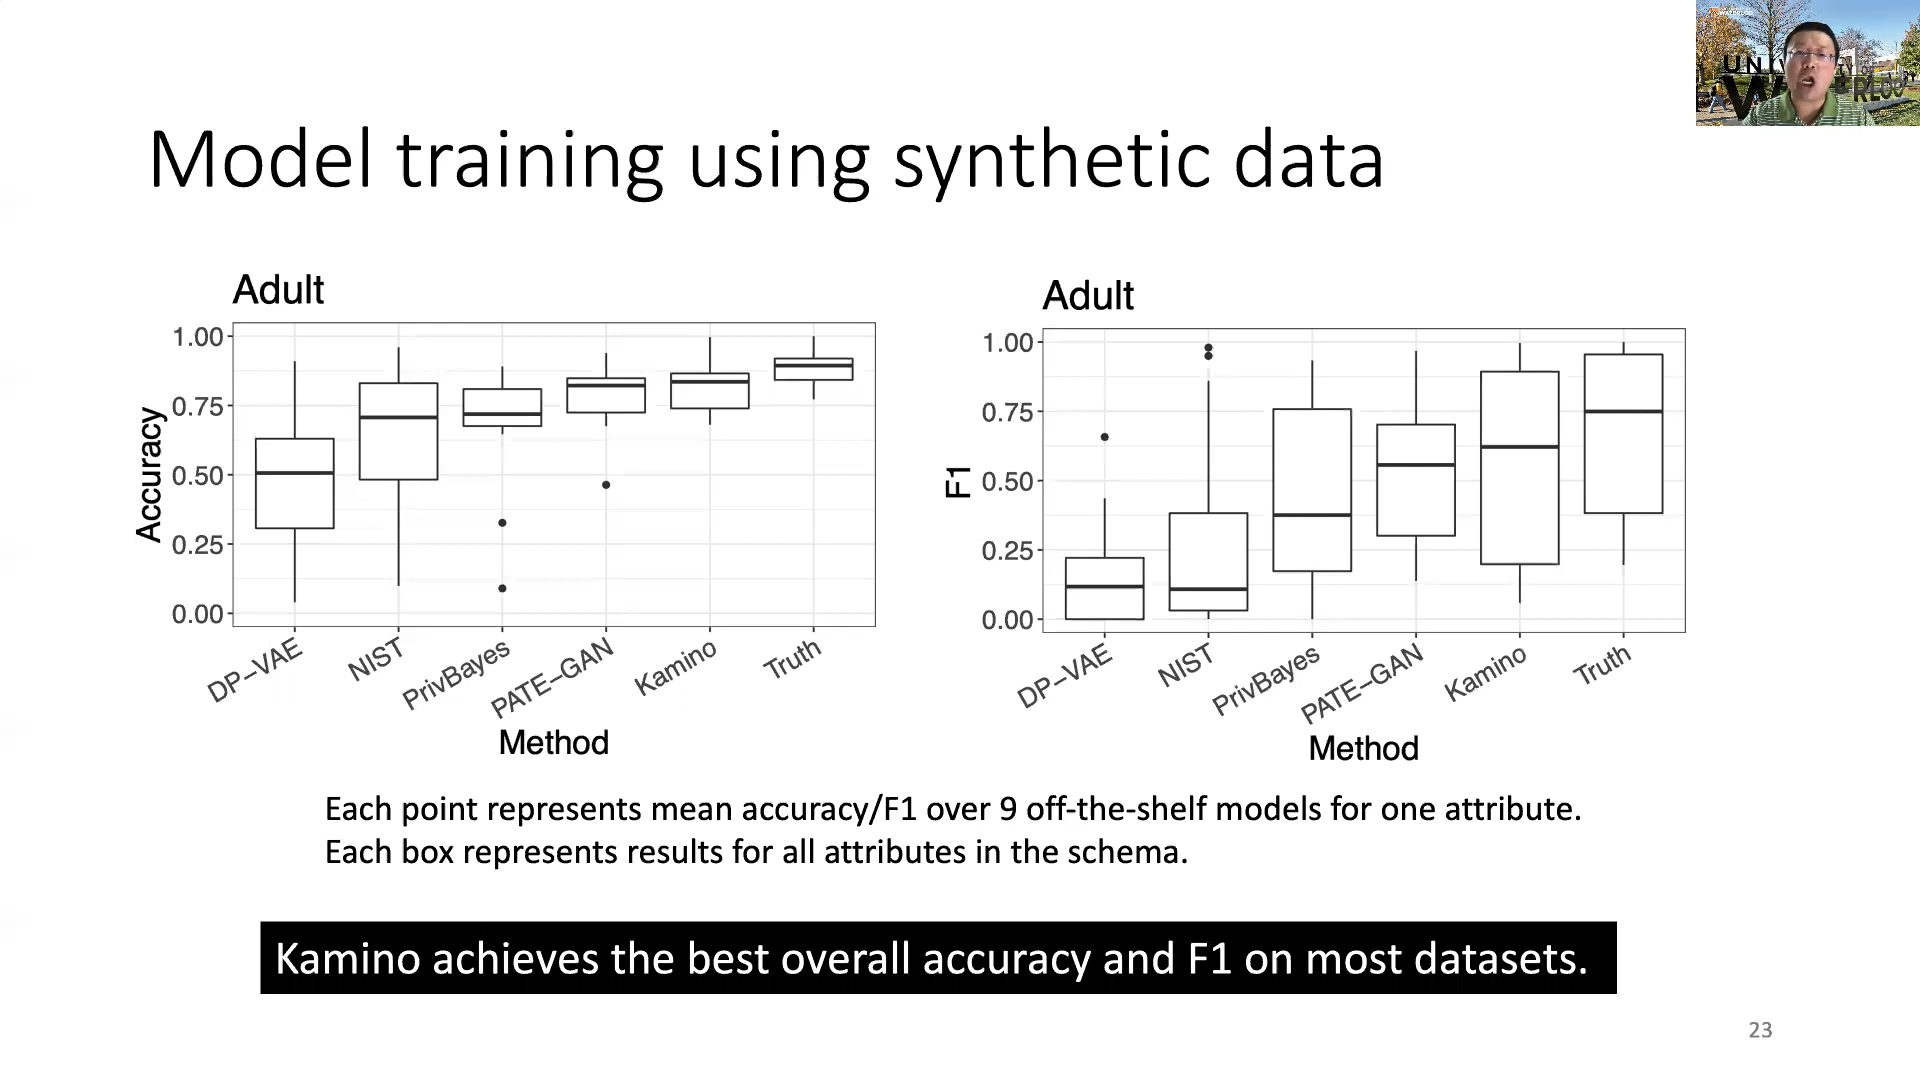 Model training using synthetic data
Adult
1.00
0.75
0.50
0.25
0.00
Accuracy
DP-VAE
NIST
PrivBayes
PATE-GAN
Kamino
Truth
Method
Adult
1.00
0.75
0.50
0.25
0.00
F1
DP-VAE
NIST
PrivBayes
PATE-GAN
Kamino
Truth
Method
Each point represents mean accuracy/F1 over 9 off-the-shelf models for one attribute.
Each box represents results for all attributes in the schema.
Kamino achieves the best overall accuracy and F1 on most datasets.
23